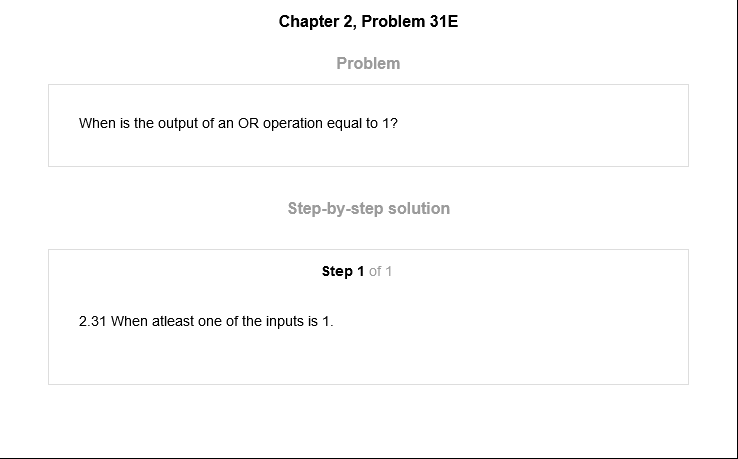 Chapter 2, Problem 31E
Problem
When is the output of an OR operation equal to 1?
Step-by-step solution
Step 1 of 1
2.31 When atleast one of the inputs is 1.